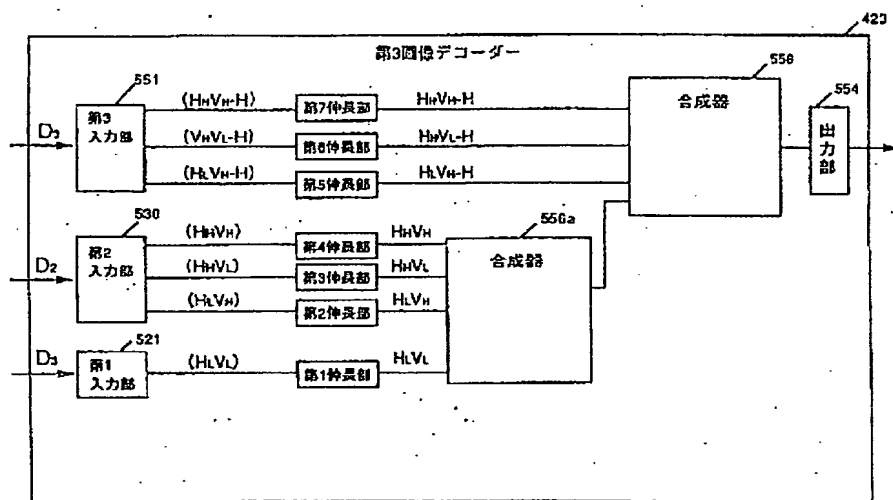 423
第3画像デコーダー
551
第3
入力部
D3
(HHVH-H)
(VHVL-H)
(HLVH-H)
第7伸長部
第6伸長部
第5伸長部
HHVH-H
HHVL-H
HLVH-H
556
合成器
554
出力部
530
第2
入力部
D2
(HHVH)
(HHVL)
(HLVH)
第4伸長部
第3伸長部
第2伸長部
HHVH
HHVL
HLVH
556a
合成器
521
第1
入力部
D3
(HLVL)
第1伸長部
HLVL